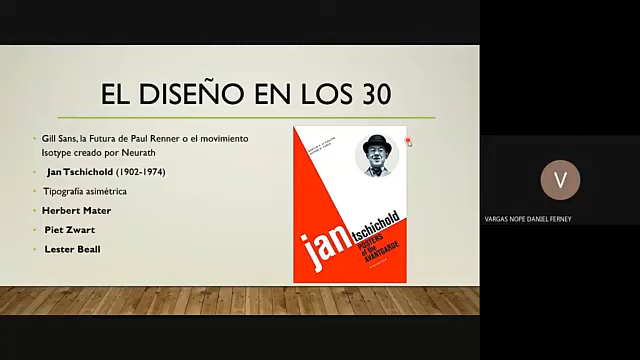 EL DISEÑO EN LOS 30
Gill Sans, la Futura de Paul Renner o el movimiento
Isotype creado por Neurath
Jan Tschichold (1902-1974)
Tipografía asimétrica
Herbert Mater
Piet Zwart
Lester Beall
jan tschichold
POSTERS
of the
AVANTGARDE
V
VARGAS NOPE DANIEL FERNEY